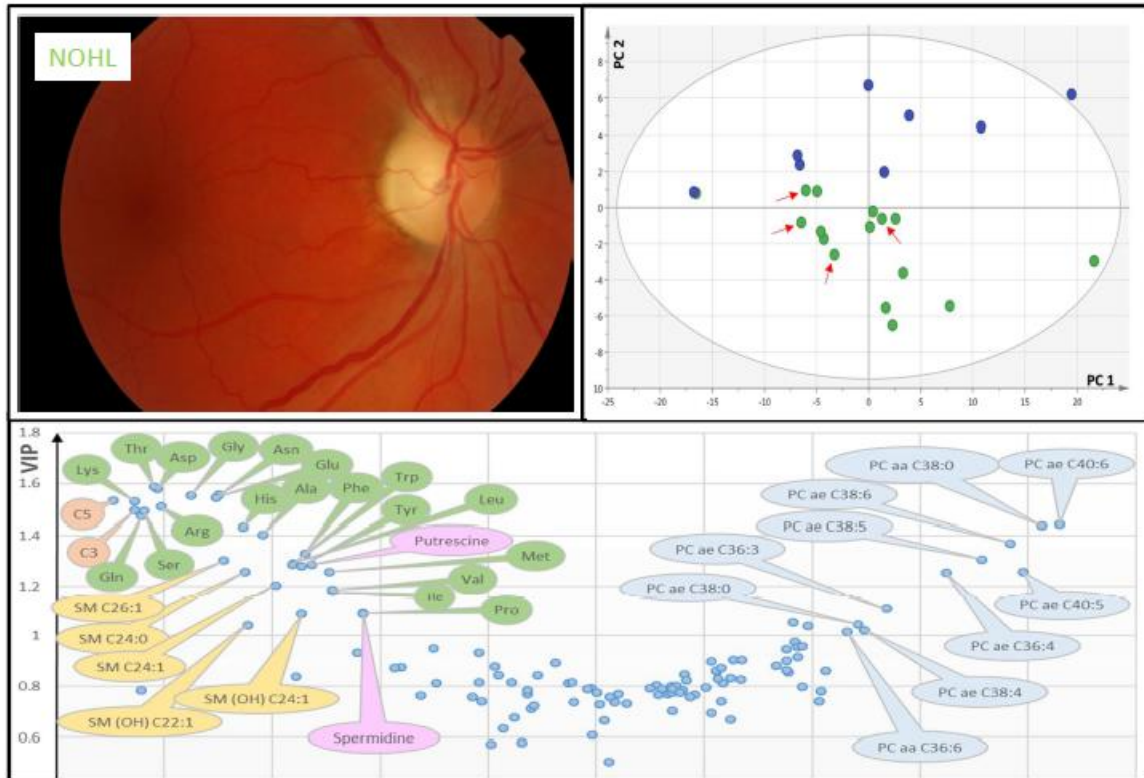 NOHL
PC 2
8
6
4
2
0
-2
-4
-6
-8
10
-25
-20
-15
-10
-5
0
5
10
15
20
PC 1
VIP
1.8
1.6
1.4
1.2
1
0.8
0.6
Thr
Asp
Gly
Asn
Lys
Glu
Trp
His
Ala
Phe
Leu
C5
Tyr
Arg
C3
Putrescine
Met
Gln
Ser
Val
Pro
SM C26:1
SM C24:0
SM C24:1
SM (OH) C24:1
SM (OH) C22:1
Spermidine
PC aa C38:0
PC ae C40:6
PC ae C38:6
PC ae C38:5
PC ae C36:3
PC ae C38:0
PC ae C40:5
PC ae C36:4
PC ae C38:4
PC aa C36:6